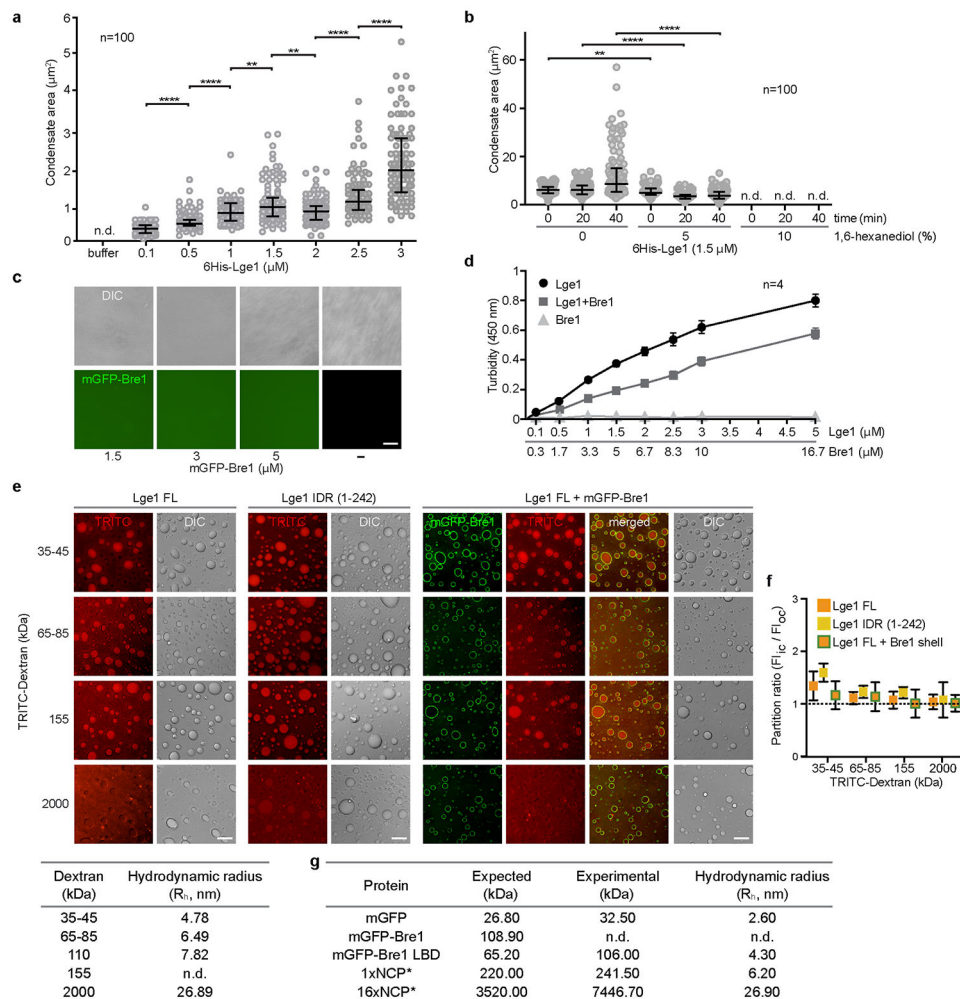 a
n=100
**** **** ** ** **** ****
Condensate area (µm²)
6
5
4
3
2
1
0
n.d.
buffer 0.1 0.5 1 1.5 2 2.5 3
6His-Lge1 (µM)
b
****
****
**
n=100
Condensate area (µm²)
60
40
20
0
n.d. n.d. n.d.
0 20 40 0 20 40 0 20 40 time (min)
0 5 10 1,6-hexanediol (%)
6His-Lge1 (1.5 µM)
c
DIC
mGFP-Bre1
1.5 3 5 –
mGFP-Bre1 (µM)
d
Lge1
Lge1+Bre1
Bre1
n=4
Turbidity (450 nm)
0.8
0.6
0.4
0.2
0
0.1 0.5 1 1.5 2 2.5 3 3.5 4 4.5 5 Lge1 (µM)
0.3 1.7 3.3 5 6.7 8.3 10 16.7 Bre1 (µM)
e
Lge1 FL Lge1 IDR (1-242) Lge1 FL + mGFP-Bre1
TRITC DIC TRITC DIC mGFP-Bre1 TRITC merged DIC
TRITC-Dextran (kDa)
35-45
65-85
155
2000
f
Lge1 FL
Lge1 IDR (1-242)
Lge1 FL + Bre1 shell
Partition ratio (FI_ic / FI_oc)
3
2
1
0
35-45 65-85 155 2000
TRITC-Dextran (kDa)
Dextran (kDa) Hydrodynamic radius (Rₕ, nm)
35-45 4.78
65-85 6.49
110 7.82
155 n.d.
2000 26.89
g
Protein Expected (kDa) Experimental (kDa) Hydrodynamic radius (Rₕ, nm)
mGFP 26.80 32.50 2.60
mGFP-Bre1 108.90 n.d. n.d.
mGFP-Bre1 LBD 65.20 106.00 4.30
1xNCP* 220.00 241.50 6.20
16xNCP* 3520.00 7446.70 26.90